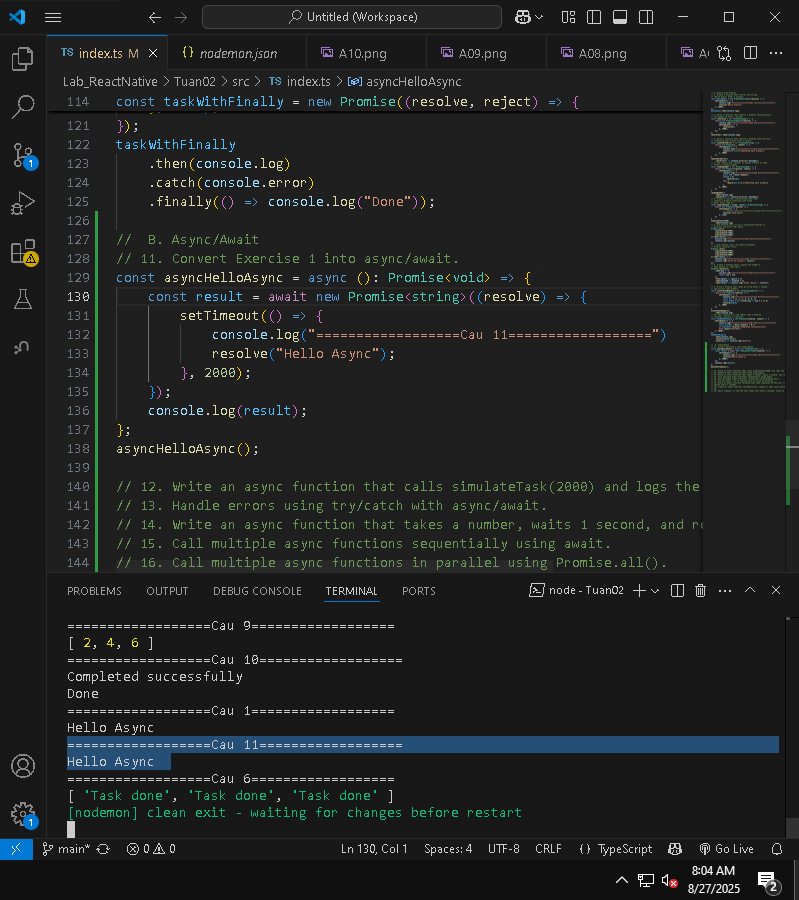 Untitled (Workspace)
TS index.ts M
{} nodemon.json
A10.png
A09.png
A08.png
Lab_ReactNative > Tuan02 > src > TS index.ts > asyncHelloAsync
114 const taskWithFinally = new Promise((resolve, reject) => {
121 });
122 taskWithFinally
123 .then(console.log)
124 .catch(console.error)
125 .finally(() => console.log("Done"));
126
127 //  B. Async/Await
128 // 11. Convert Exercise 1 into async/await.
129 const asyncHelloAsync = async (): Promise<void> => {
130 const result = await new Promise<string>((resolve) => {
131 setTimeout(() => {
132 console.log("==================Cau 11==================")
133 resolve("Hello Async");
134 }, 2000);
135 });
136 console.log(result);
137 };
138 asyncHelloAsync();
139
140 // 12. Write an async function that calls simulateTask(2000) and logs the
141 // 13. Handle errors using try/catch with async/await.
142 // 14. Write an async function that takes a number, waits 1 second, and re
143 // 15. Call multiple async functions sequentially using await.
144 // 16. Call multiple async functions in parallel using Promise.all().
PROBLEMS OUTPUT DEBUG CONSOLE TERMINAL PORTS
node - Tuan02
==================Cau 9==================
[ 2, 4, 6 ]
==================Cau 10==================
Completed successfully
Done
==================Cau 1==================
Hello Async
==================Cau 11==================
Hello Async
==================Cau 6==================
[ 'Task done', 'Task done', 'Task done' ]
[nodemon] clean exit - waiting for changes before restart
main* 0 0 Ln 130, Col 1 Spaces: 4 UTF-8 CRLF {} TypeScript Go Live
8:04 AM
8/27/2025
2